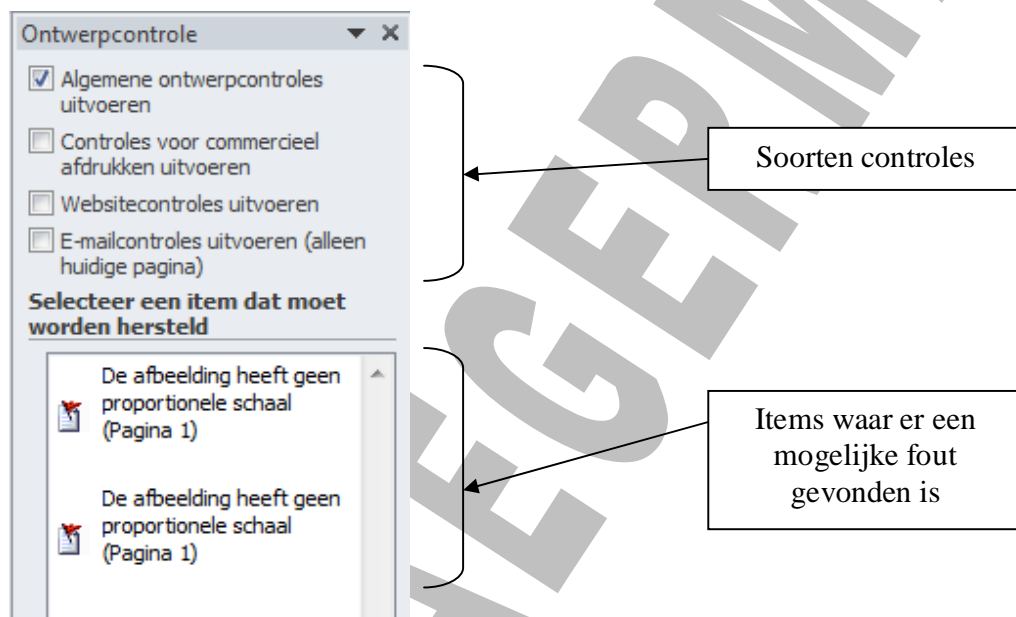 Ontwerpcontrole
Algemene ontwerpcontroles
uitvoeren
Controles voor commercieel
afdrukken uitvoeren
Websitecontroles uitvoeren
E-mailcontroles uitvoeren (alleen
huidige pagina)
Selecteer een item dat moet
worden hersteld
De afbeelding heeft geen
proportionele schaal
(Pagina 1)
De afbeelding heeft geen
proportionele schaal
(Pagina 1)
Soorten controles
Items waar er een
mogelijke fout
gevonden is